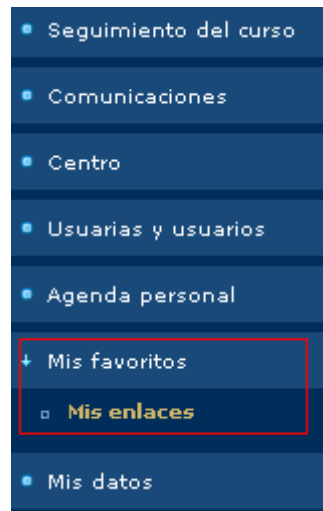 Seguimiento del curso
Comunicaciones
Centro
Usuarias y usuarios
Agenda personal
Mis favoritos
Mis enlaces
Mis datos